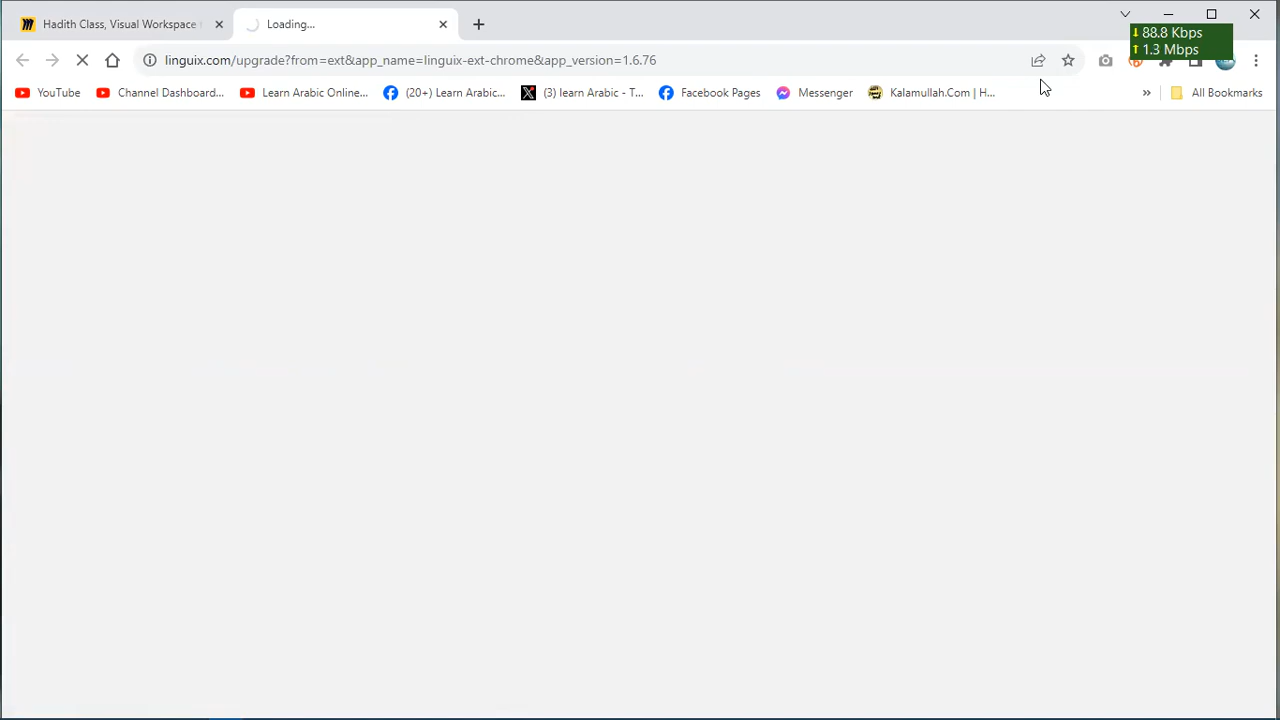 Hadith Class, Visual Workspace
Loading...
88.8 Kbps
1.3 Mbps
linguix.com/upgrade?from=ext&app_name=linguix-ext-chrome&app_version=1.6.76
YouTube
Channel Dashboard...
Learn Arabic Online...
(20+) Learn Arabic...
(3) learn Arabic - T...
Facebook Pages
Messenger
Kalamullah.Com | H...
»
All Bookmarks